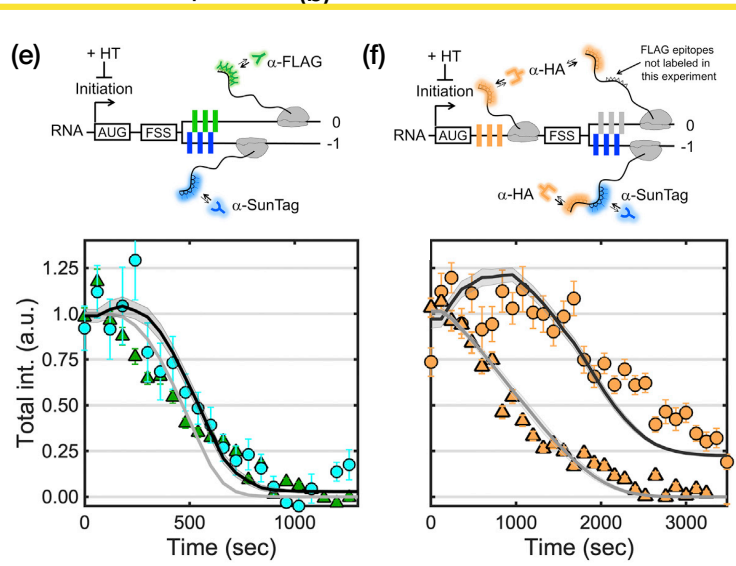 (b)
(e)
+ HT
Initiation
α-FLAG
RNA
AUG
FSS
0
-1
α-SunTag
(f)
+ HT
Initiation
α-HA
FLAG epitopes
not labeled in
this experiment
RNA
AUG
FSS
0
-1
α-HA
α-SunTag
Total int. (a.u.)
1.25
1.0
0.75
0.50
0.25
0.00
0
500
1000
Time (sec)
0
1000
2000
3000
Time (sec)